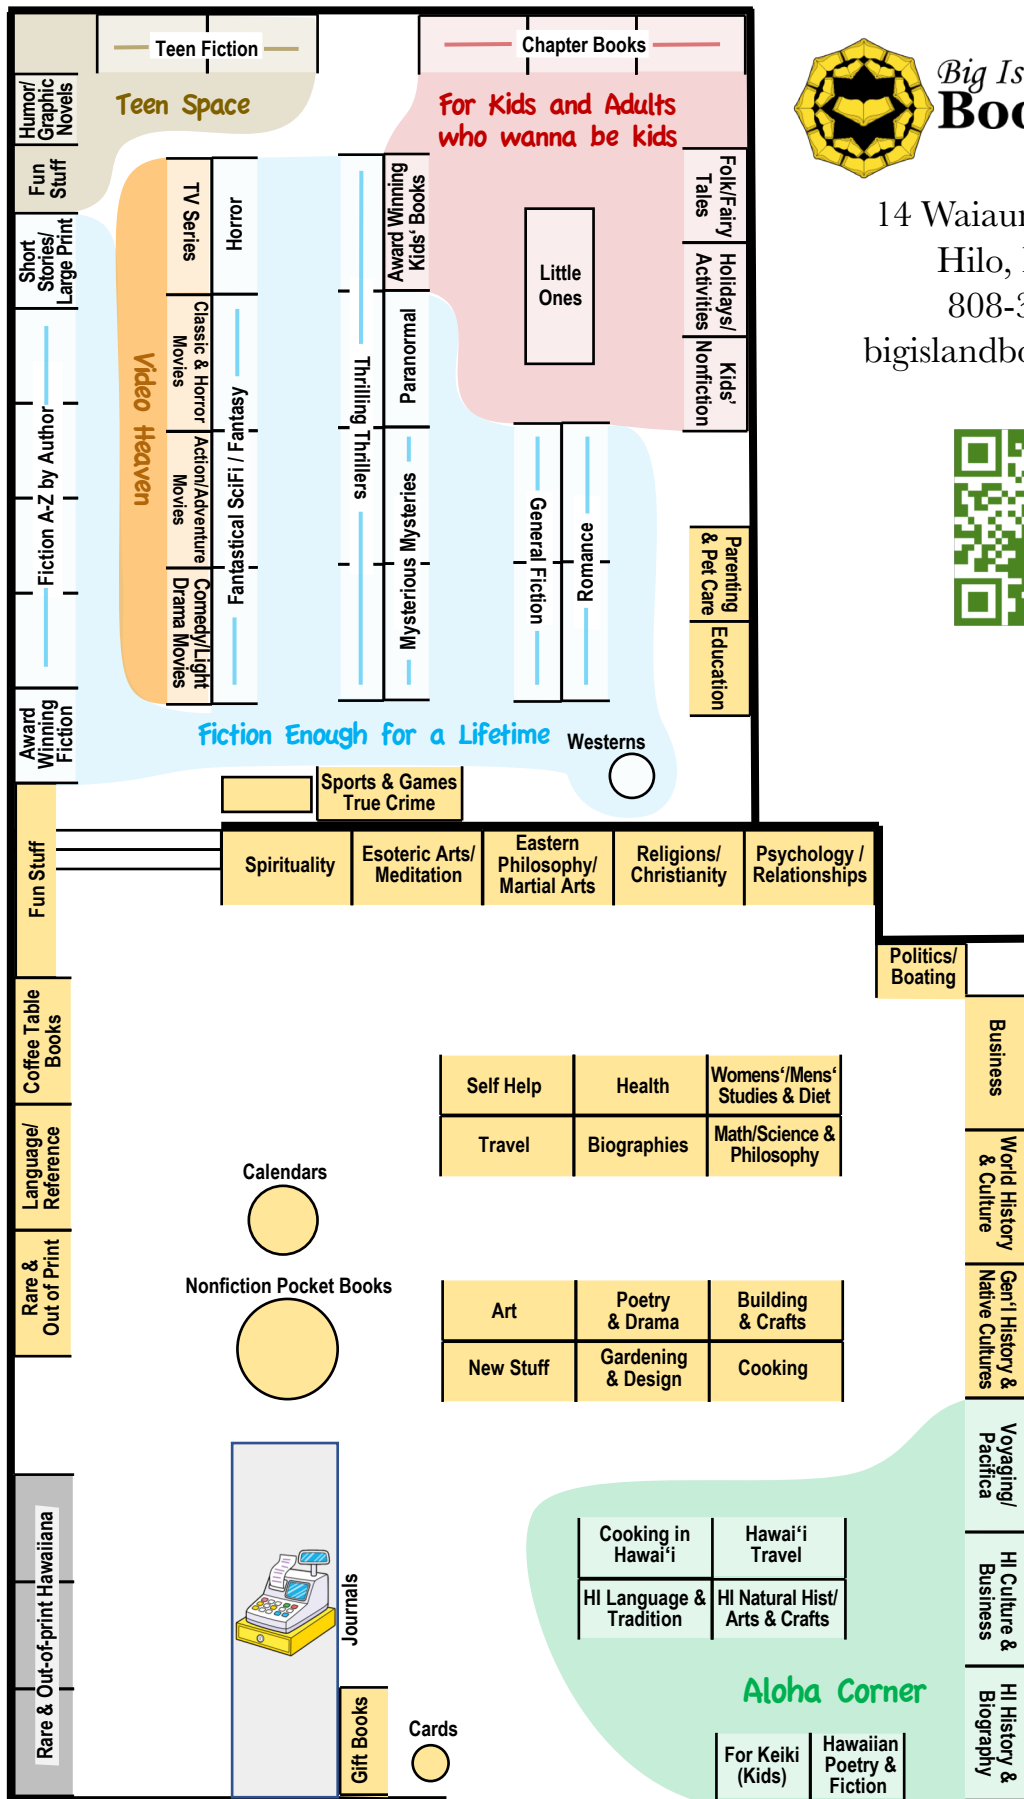 Teen Fiction
Chapter Books
Teen Space
For Kids and Adults
who wanna be kids
Big Is
Boo
14 Waiaun
Hilo,
808-3
bigislandbo
Humor/
Graphic
Novels
Fun
Stuff
Short
Stories/
Large Print
Fiction A-Z by Author
Award
Winning
Fiction
Video Heaven
TV Series
Classic & Horror
Movies
Action/Adventure
Movies
Comedy/Light
Drama Movies
Horror
Fantastical SciFi / Fantasy
Thrilling Thrillers
Award Winning
Kids‘ Books
Paranormal
Mysterious Mysteries
Little
Ones
General Fiction
Romance
Folk/Fairy
Tales
Holidays/
Activities
Kids'
Nonfiction
Parenting
& Pet Care
Education
Fiction Enough for a Lifetime
Westerns
Sports & Games
True Crime
Fun Stuff
Spirituality
Esoteric Arts/
Meditation
Eastern
Philosophy/
Martial Arts
Religions/
Christianity
Psychology /
Relationships
Politics/
Boating
Coffee Table
Books
Language/
Reference
Rare &
Out of Print
Self Help
Health
Womens‘/Mens‘
Studies & Diet
Travel
Biographies
Math/Science &
Philosophy
Business
World History
& Culture
Gen‘l History &
Native Cultures
Calendars
Nonfiction Pocket Books
Art
Poetry
& Drama
Building
& Crafts
New Stuff
Gardening
& Design
Cooking
Voyaging/
Pacifica
HI Culture &
Business
HI History &
Biography
Rare & Out-of-print Hawaiiana
Journals
Gift Books
Cards
Cooking in
Hawai‘i
Hawai‘i
Travel
HI Language &
Tradition
HI Natural Hist/
Arts & Crafts
Aloha Corner
For Keiki
(Kids)
Hawaiian
Poetry &
Fiction